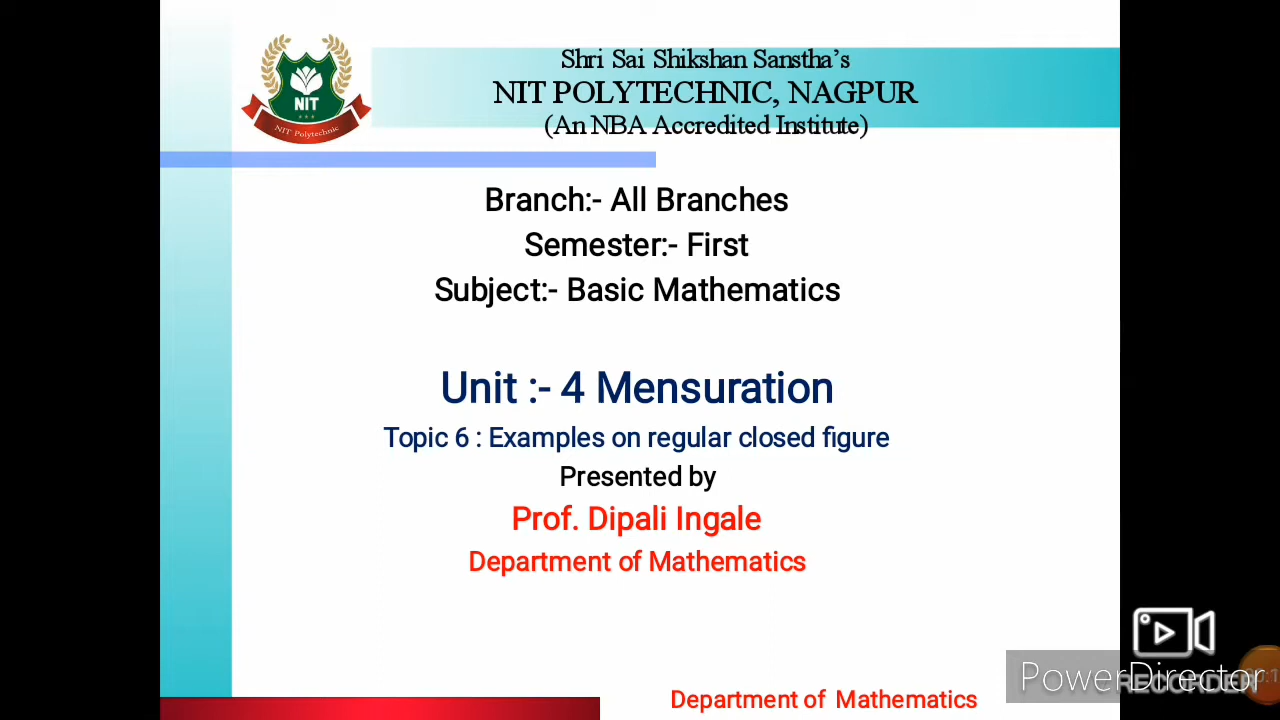 Shri Sai Shikshan Sanstha's
NIT POLYTECHNIC, NAGPUR
(An NBA Accredited Institute)
NIT
NIT Polytechnic
Branch:- All Branches
Semester:- First
Subject:- Basic Mathematics
Unit :- 4 Mensuration
Topic 6 : Examples on regular closed figure
Presented by
Prof. Dipali Ingale
Department of Mathematics
Department of Mathematics
PowerDirector